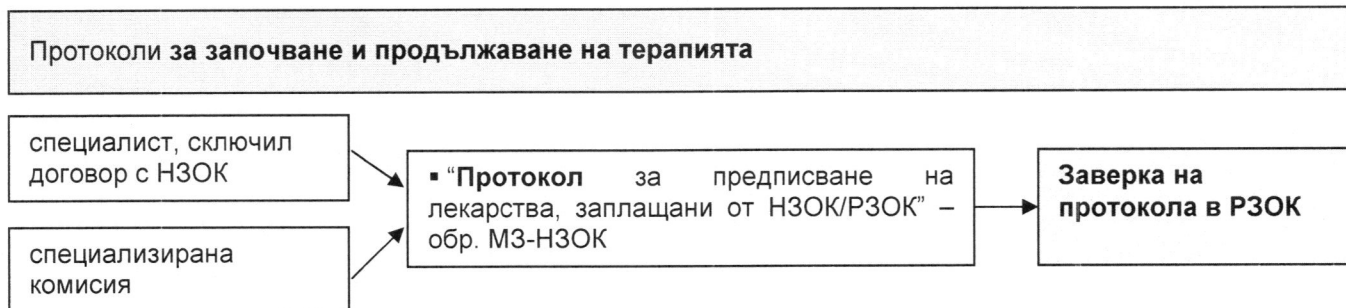 Протоколи за започване и продължаване на терапията
специалист, сключил
договор с НЗОК
специализирана
комисия
▪ “Протокол за предписване на
лекарства, заплащани от НЗОК/РЗОК” –
обр. МЗ-НЗОК
Заверка на
протокола в РЗОК